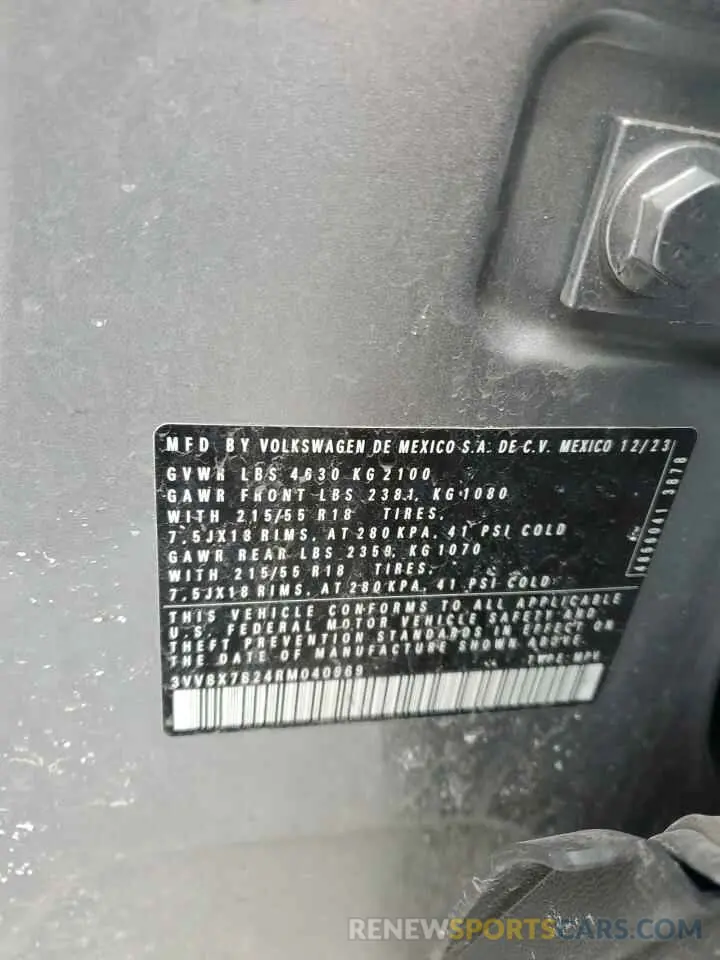 MFD BY VOLKSWAGEN DE MEXICO S.A. DE C.V. MEXICO 12/23
GVWR LBS 4630 KG 2100
GAWR FRONT LBS 2381, KG 1080
WITH 215/55 R18 TIRES,
7.5JX18 RIMS, AT 280 KPA, 41 PSI COLD
GAWR REAR LBS 2359, KG 1070
WITH 215/55 R18 TIRES,
7.5JX18 RIMS, AT 280 KPA, 41 PSI COLD
THIS VEHICLE CONFORMS TO ALL APPLICABLE
U.S. FEDERAL MOTOR VEHICLE SAFETY AND
THEFT PREVENTION STANDARDS IN EFFECT ON
THE DATE OF MANUFACTURE SHOWN ABOVE.
3VV8X7B24RM040969 TYPE: MPV
RENEWSPORTSCARS.COM